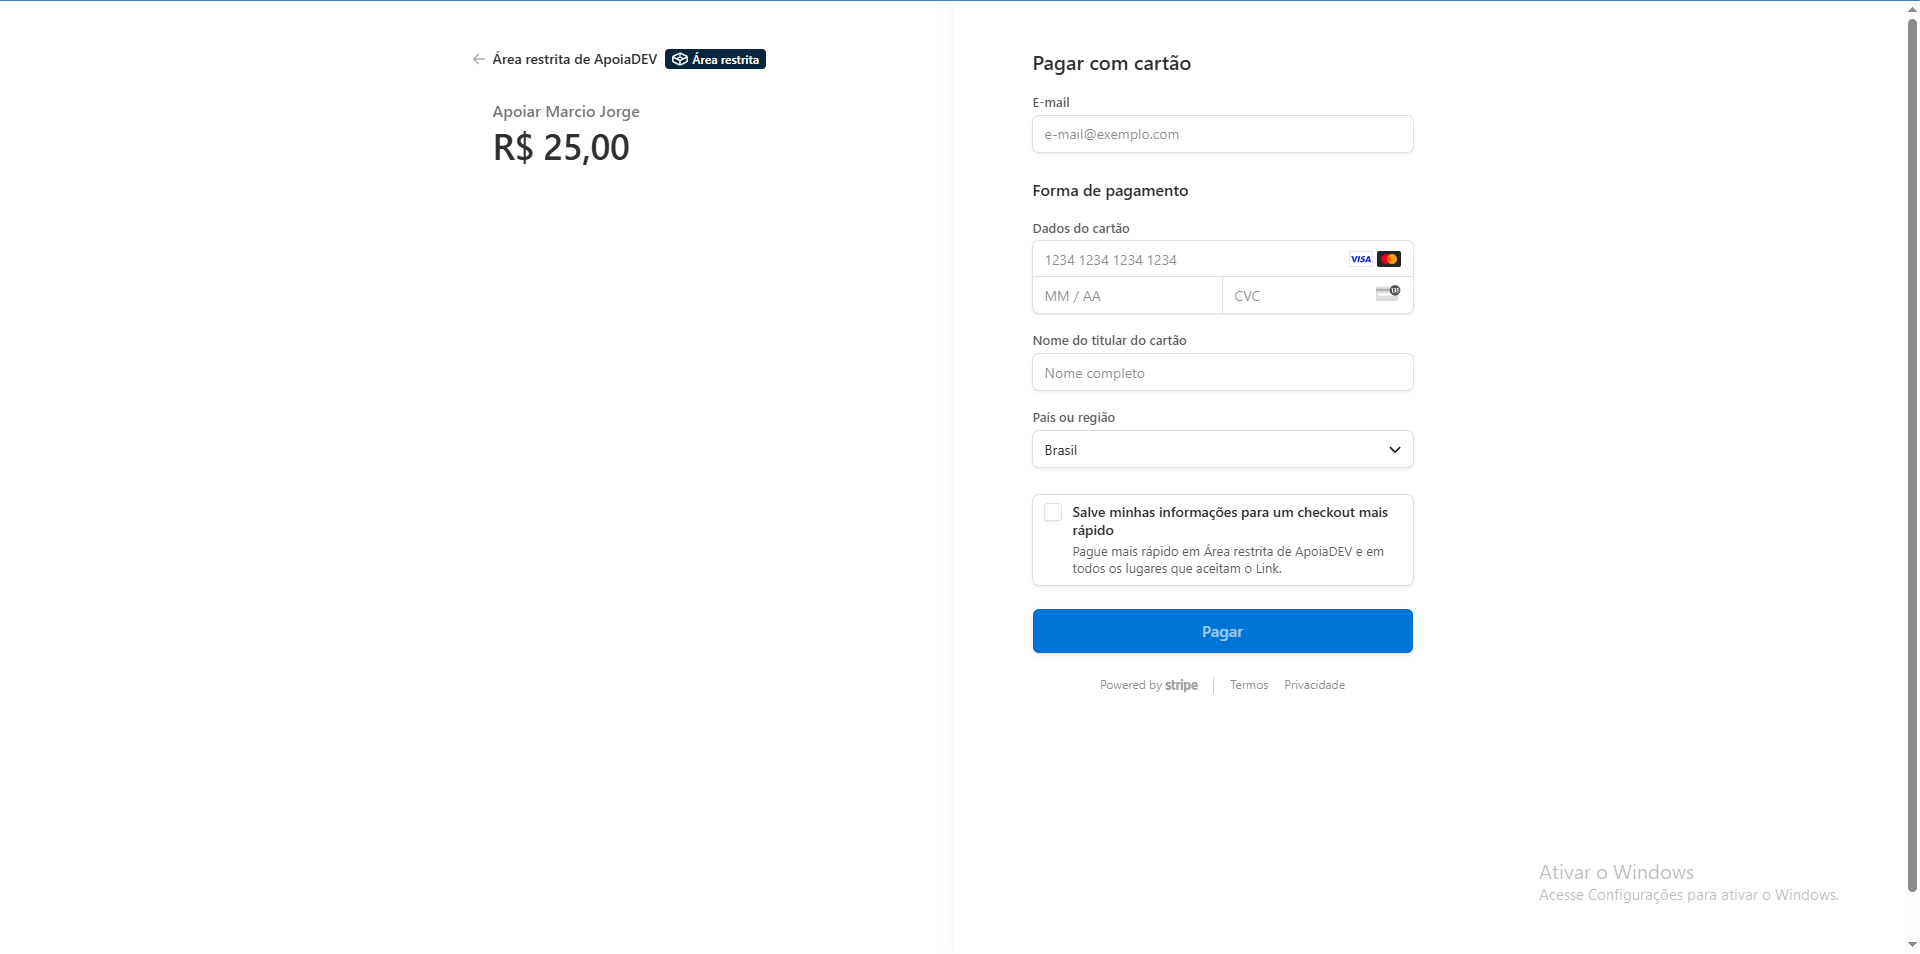 Área restrita de ApoiaDEV Área restrita
Apoiar Marcio Jorge
R$ 25,00
Pagar com cartão
E-mail
e-mail@exemplo.com
Forma de pagamento
Dados do cartão
1234 1234 1234 1234 VISA
MM / AA CVC 135
Nome do titular do cartão
Nome completo
País ou região
Brasil
Salve minhas informações para um checkout mais
rápido
Pague mais rápido em Área restrita de ApoiaDEV e em
todos os lugares que aceitam o Link.
Pagar
Powered by stripe Termos Privacidade
Ativar o Windows
Acesse Configurações para ativar o Windows.